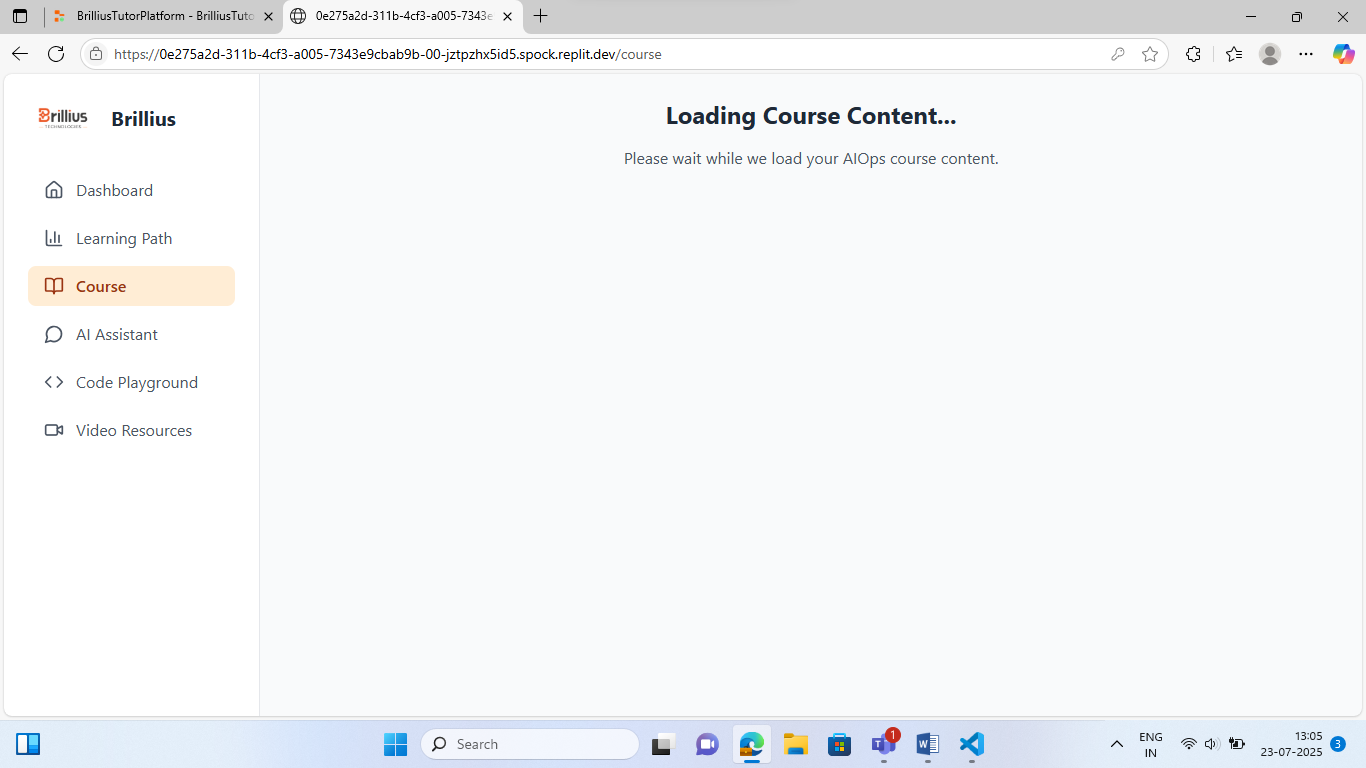 BrilliusTutorPlatform - BrilliusTuto
0e275a2d-311b-4cf3-a005-7343e
https://0e275a2d-311b-4cf3-a005-7343e9cbab9b-00-jztpzhx5id5.spock.replit.dev/course
Brillius
TECHNOLOGIES
Brillius
Loading Course Content...
Please wait while we load your AIOps course content.
Dashboard
Learning Path
Course
AI Assistant
Code Playground
Video Resources
Search
1
ENG
IN
13:05
23-07-2025
3